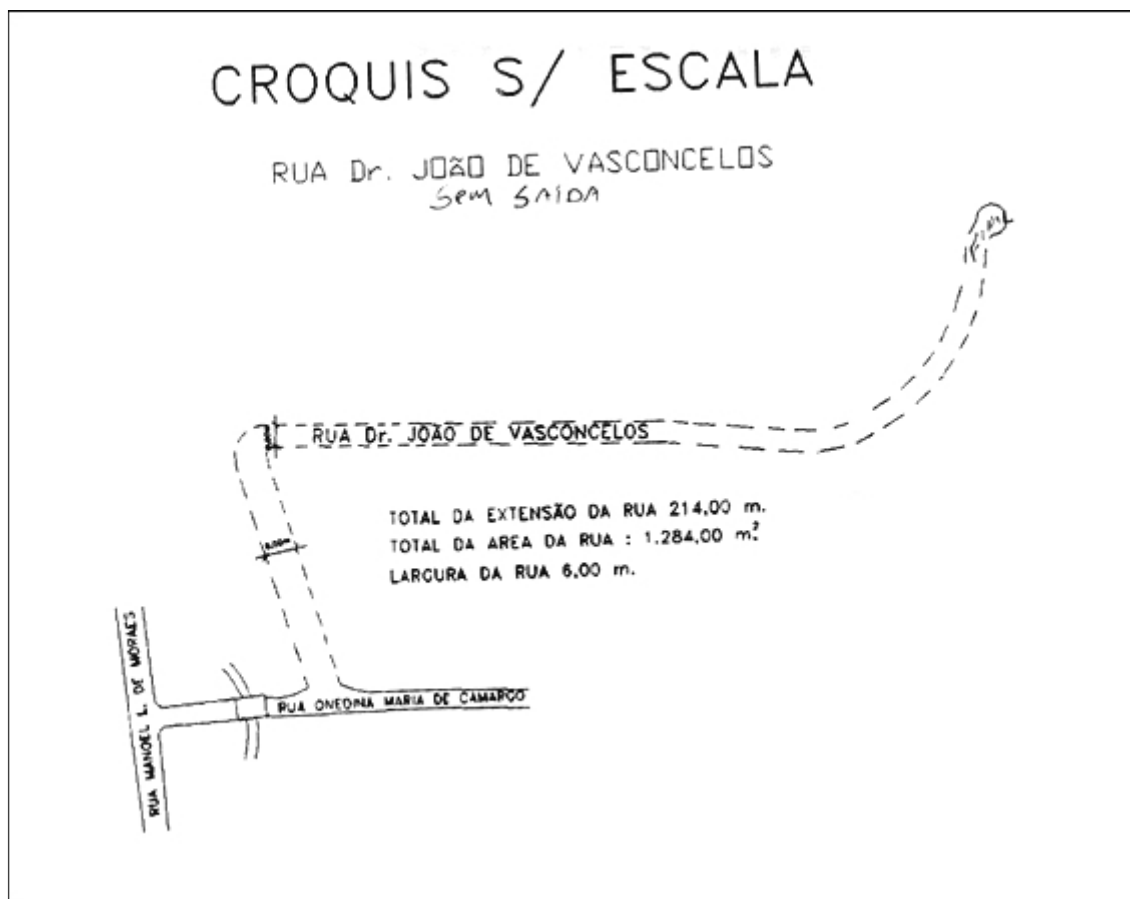 CROQUIS S/ ESCALA
RUA Dr. JOÃO DE VASCONCELOS
Sem SAÍDA
FINAL
RUA Dr. JOÃO DE VASCONCELOS
TOTAL DA EXTENSÃO DA RUA 214,00 m.
TOTAL DA AREA DA RUA : 1.284,00 m²
LARGURA DA RUA 6,00 m.
RUA MANOEL L. DE MORAES
RUA ONEDINA MARIA DE CAMARGO